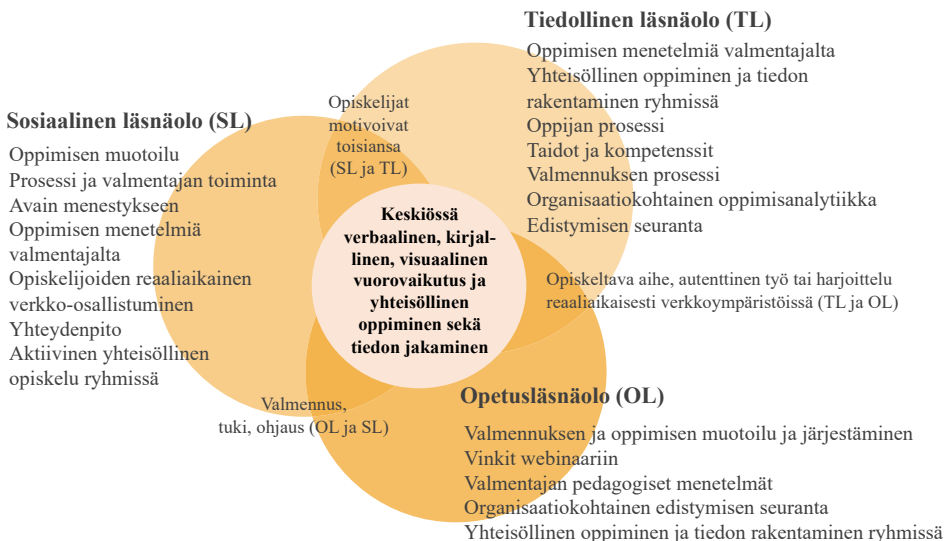 Tiedollinen läsnäolo (TL)
Oppimisen menetelmiä valmentajalta
Yhteisöllinen oppiminen ja tiedon
rakentaminen ryhmissä
Oppijan prosessi
Taidot ja kompetenssit
Valmennuksen prosessi
Organisaatiokohtainen oppimisanalytiikka
Edistymisen seuranta
Opiskelijat
motivoivat
toisiansa
(SL ja TL)
Sosiaalinen läsnäolo (SL)
Oppimisen muotoilu
Prosessi ja valmentajan toiminta
Avain menestykseen
Oppimisen menetelmiä
valmentajalta
Opiskelijoiden reaaliaikainen
verkko-osallistuminen
Yhteydenpito
Aktiivinen yhteisöllinen
opiskelu ryhmissä
Keskiössä
verbaalinen, kirjal-
linen, visuaalinen
vuorovaikutus ja
yhteisöllinen
oppiminen sekä
tiedon jakaminen
Opiskeltava aihe, autenttinen työ tai harjoittelu
reaaliaikaisesti verkkoympäristöissä (TL ja OL)
Valmennus,
tuki, ohjaus (OL ja SL)
Opetusläsnäolo (OL)
Valmennuksen ja oppimisen muotoilu ja järjestäminen
Vinkit webinaariin
Valmentajan pedagogiset menetelmät
Organisaatiokohtainen edistymisen seuranta
Yhteisöllinen oppiminen ja tiedon rakentaminen ryhmissä